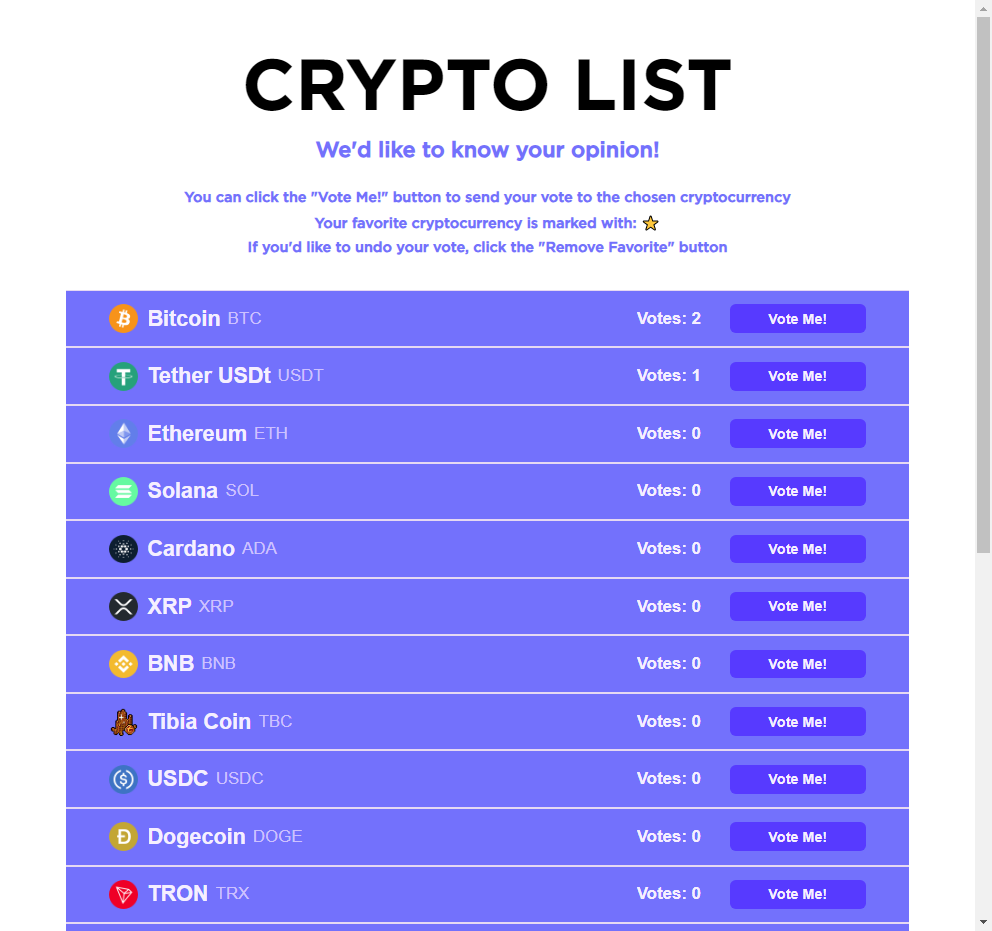 CRYPTO LIST
We'd like to know your opinion!
You can click the "Vote Me!" button to send your vote to the chosen cryptocurrency
Your favorite cryptocurrency is marked with: ⭐
If you'd like to undo your vote, click the "Remove Favorite" button
Bitcoin BTC Votes: 2 Vote Me!
Tether USDt USDT Votes: 1 Vote Me!
Ethereum ETH Votes: 0 Vote Me!
Solana SOL Votes: 0 Vote Me!
Cardano ADA Votes: 0 Vote Me!
XRP XRP Votes: 0 Vote Me!
BNB BNB Votes: 0 Vote Me!
Tibia Coin TBC Votes: 0 Vote Me!
USDC USDC Votes: 0 Vote Me!
Dogecoin DOGE Votes: 0 Vote Me!
TRON TRX Votes: 0 Vote Me!